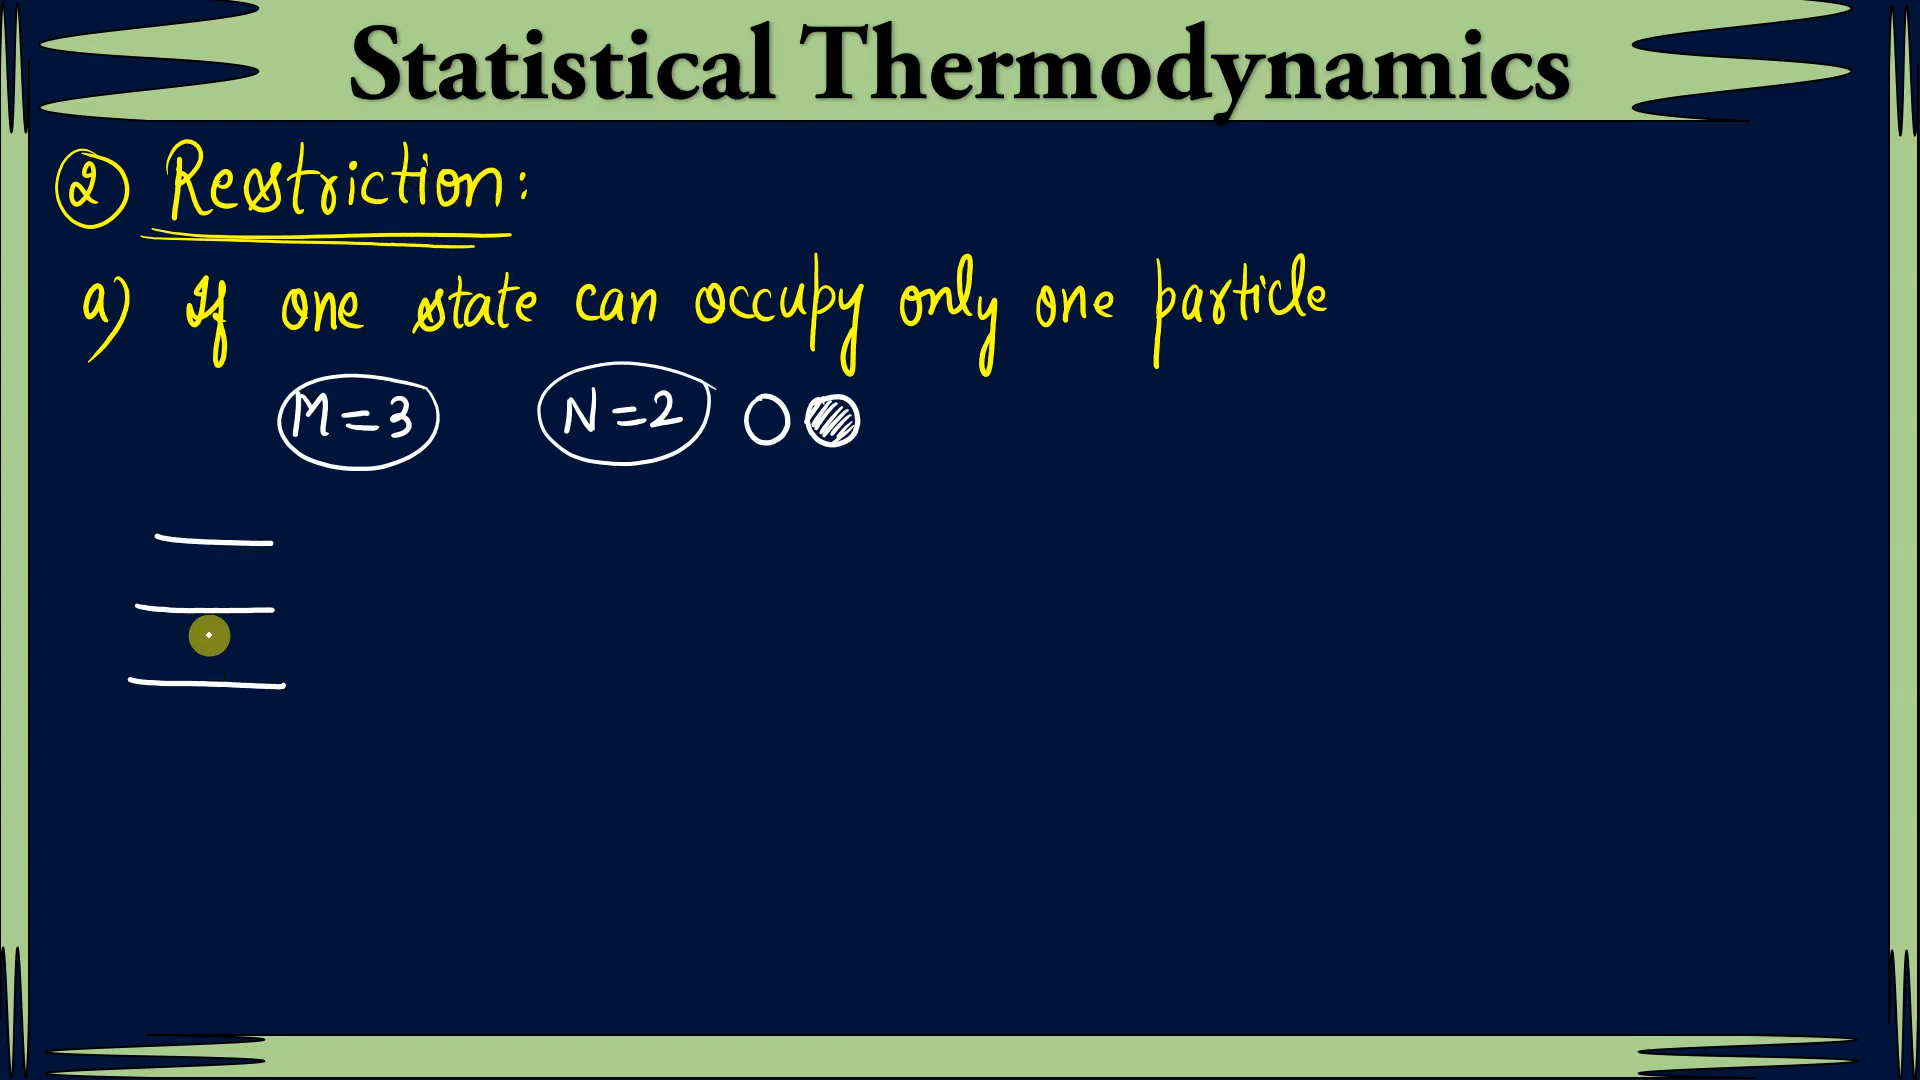 Statistical Thermodynamics
② Restriction:
a) If one state can occupy only one particle
M = 3 N = 2